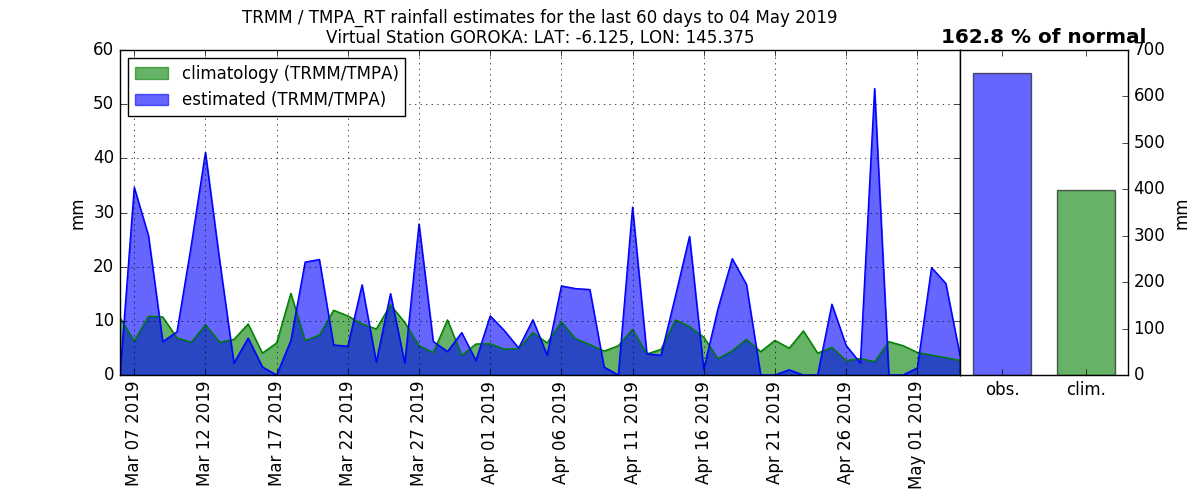 TRMM / TMPA_RT rainfall estimates for the last 60 days to 04 May 2019
Virtual Station GOROKA: LAT: -6.125, LON: 145.375
162.8 % of normal
climatology (TRMM/TMPA)
estimated (TRMM/TMPA)
mm
60
50
40
30
20
10
0
Mar 07 2019
Mar 12 2019
Mar 17 2019
Mar 22 2019
Mar 27 2019
Apr 01 2019
Apr 06 2019
Apr 11 2019
Apr 16 2019
Apr 21 2019
Apr 26 2019
May 01 2019
obs.
clim.
700
600
500
400
300
200
100
0
mm